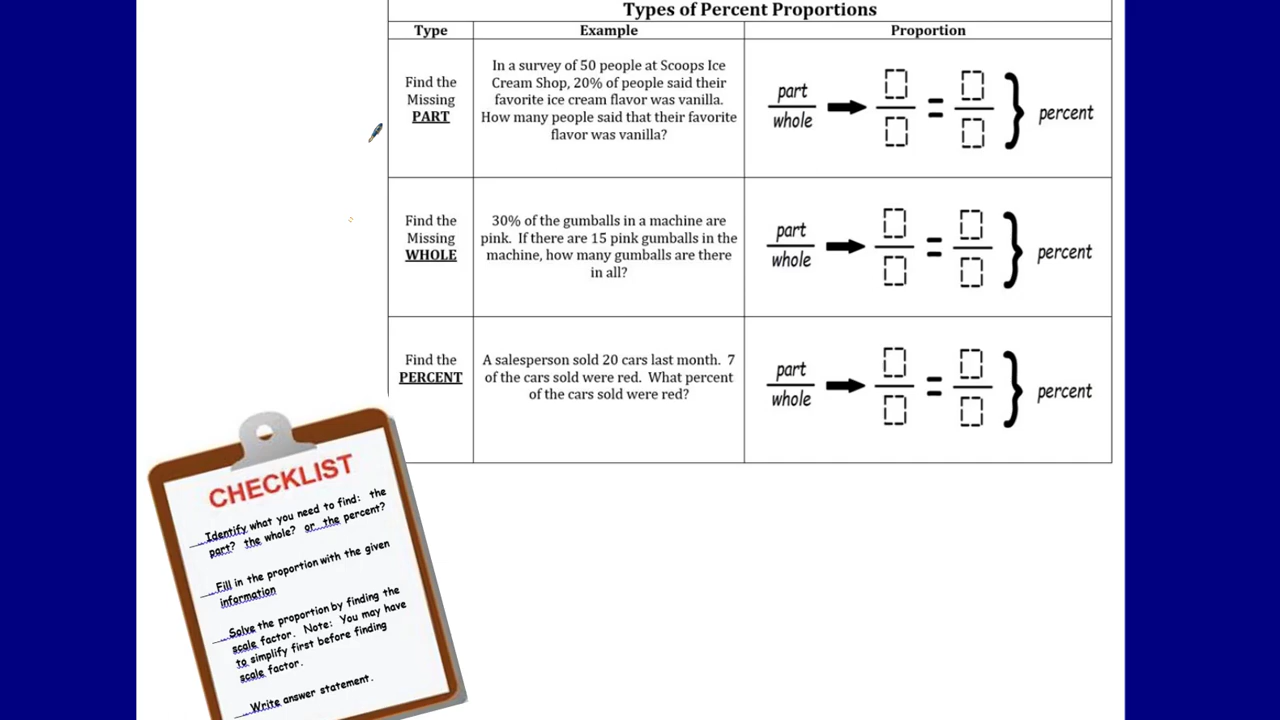 Types of Percent Proportions
Type
Example
Proportion
Find the
Missing
PART
In a survey of 50 people at Scoops Ice
Cream Shop, 20% of people said their
favorite ice cream flavor was vanilla.
How many people said that their favorite
flavor was vanilla?
part
whole
=
percent
Find the
Missing
WHOLE
30% of the gumballs in a machine are
pink. If there are 15 pink gumballs in the
machine, how many gumballs are there
in all?
part
whole
=
percent
Find the
PERCENT
A salesperson sold 20 cars last month. 7
of the cars sold were red. What percent
of the cars sold were red?
part
whole
=
percent
CHECKLIST
__Identify what you need to find: the
part? the whole? or the percent?
__Fill in the proportion with the given
information
__Solve the proportion by finding the
scale factor. Note: You may have
to simplify first before finding
scale factor.
__Write answer statement.